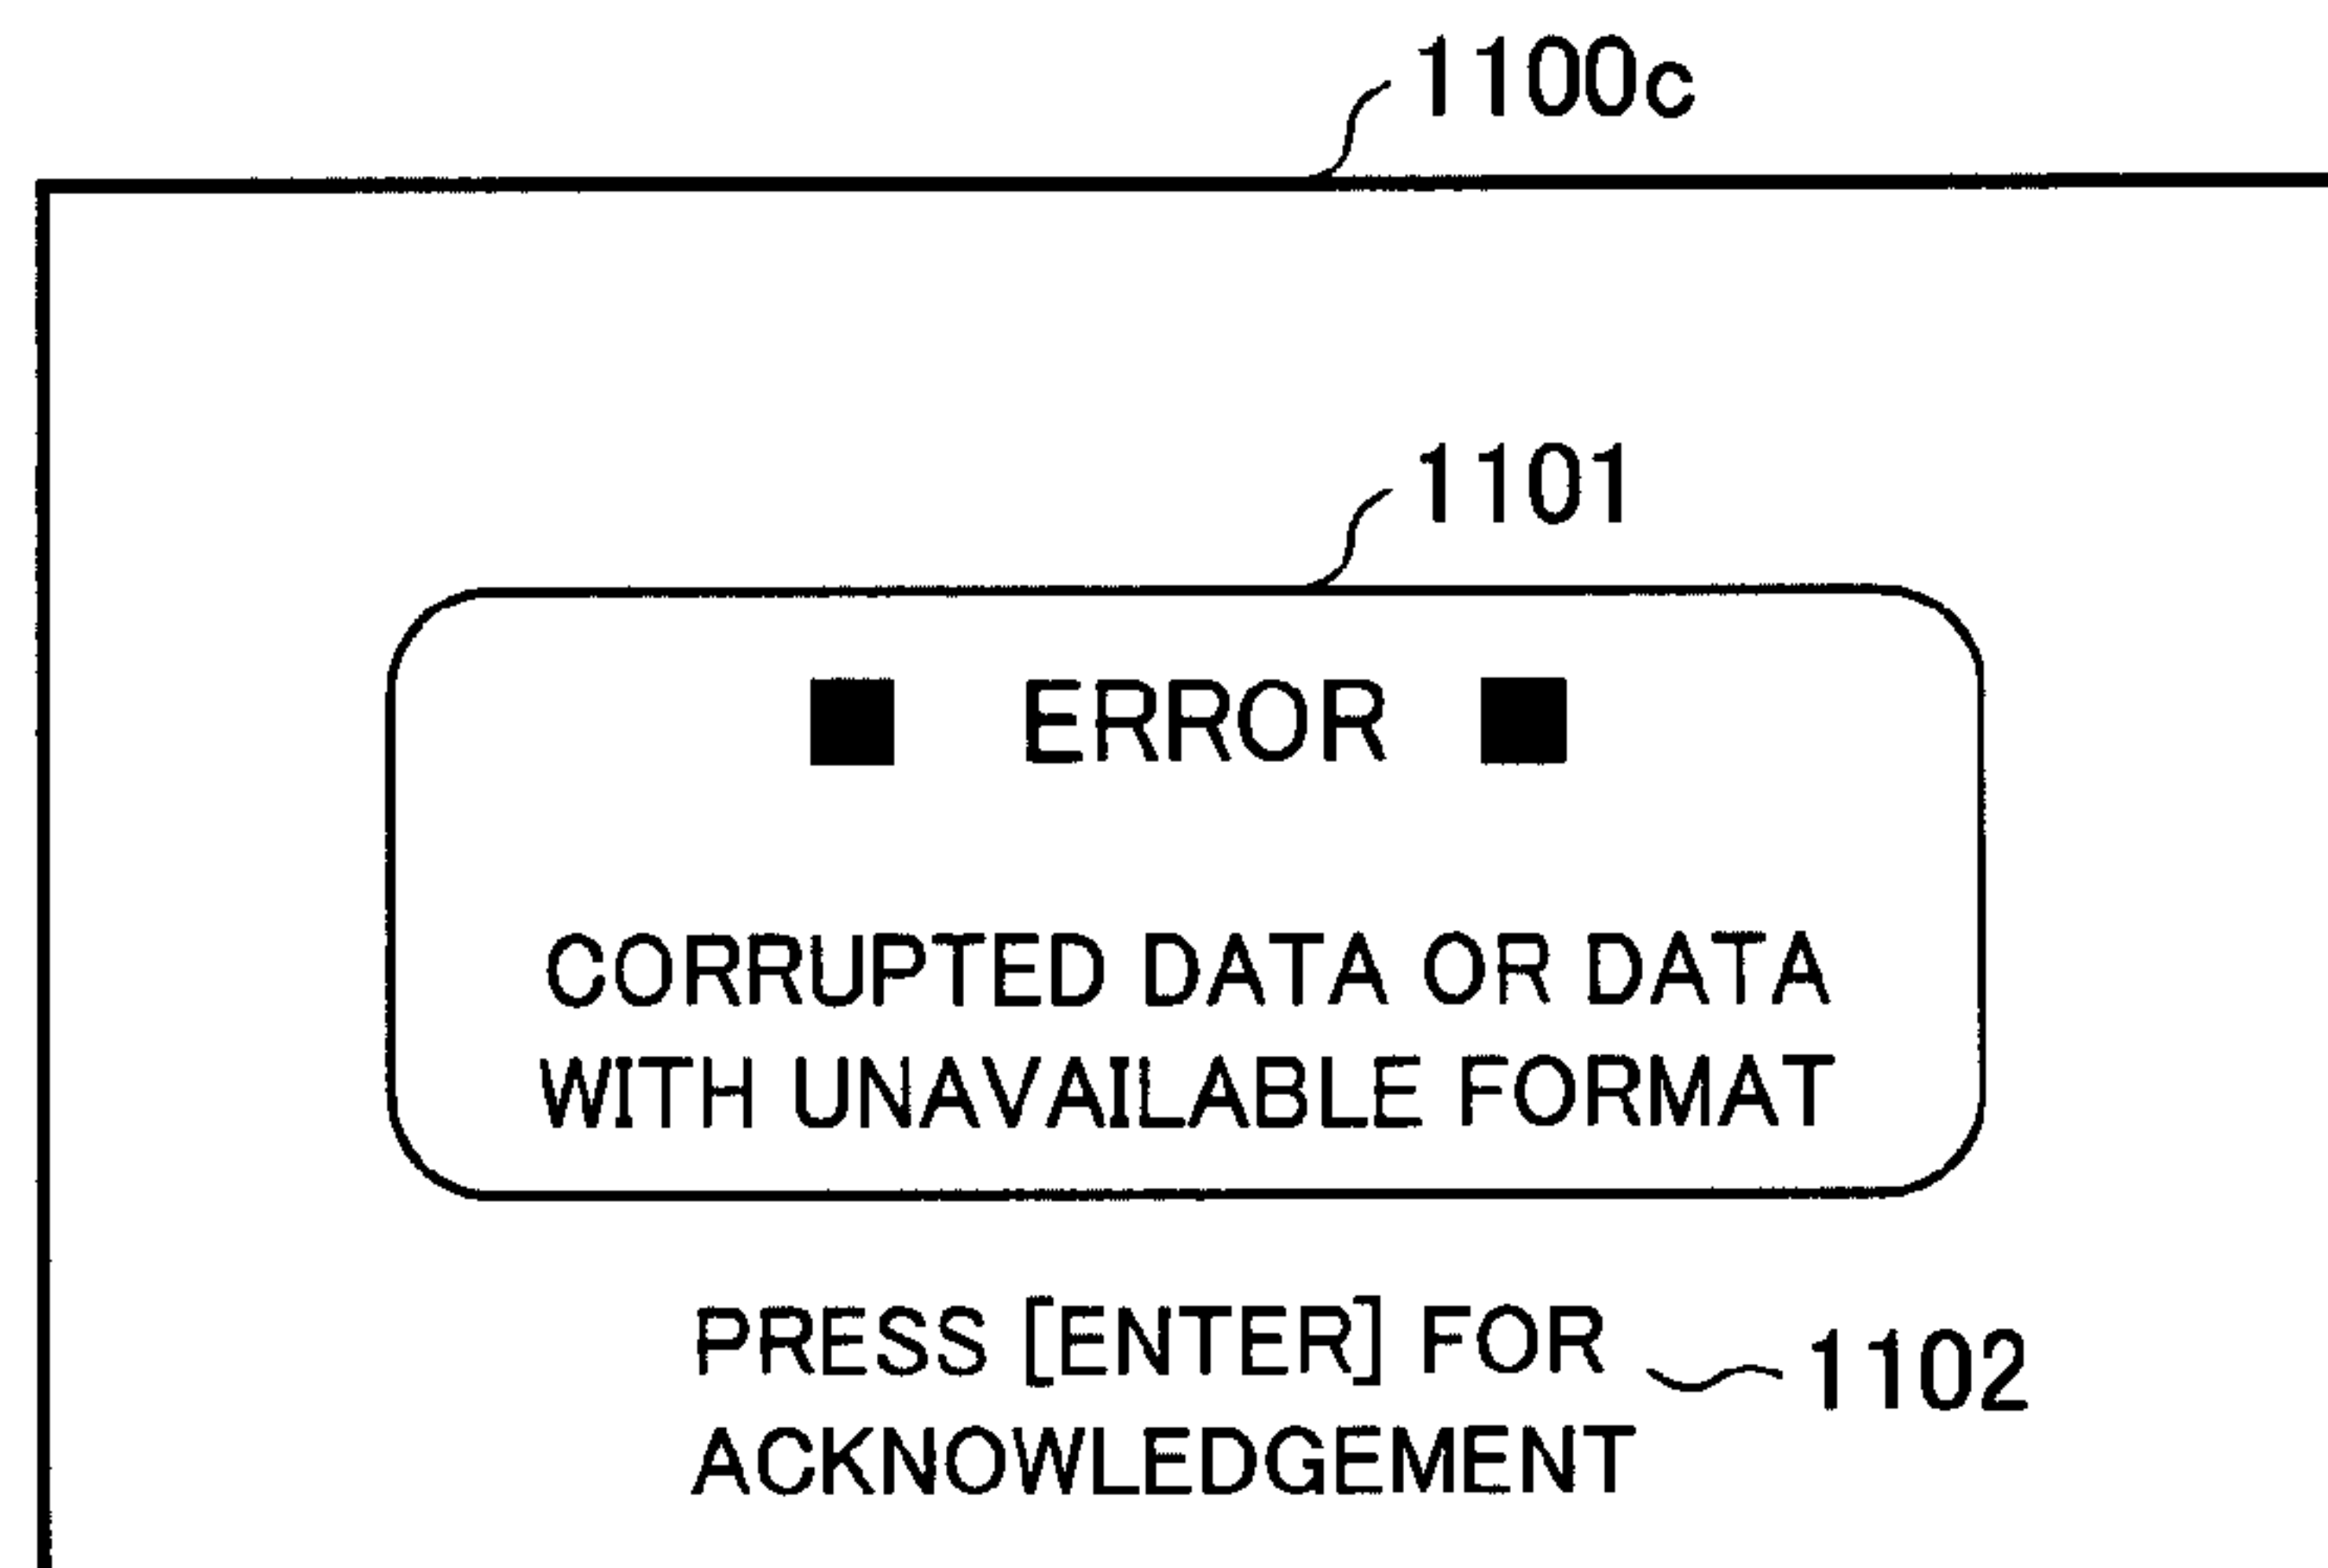 1100c
1101
■ ERROR ■
CORRUPTED DATA OR DATA
WITH UNAVAILABLE FORMAT
PRESS [ENTER] FOR
1102
ACKNOWLEDGEMENT